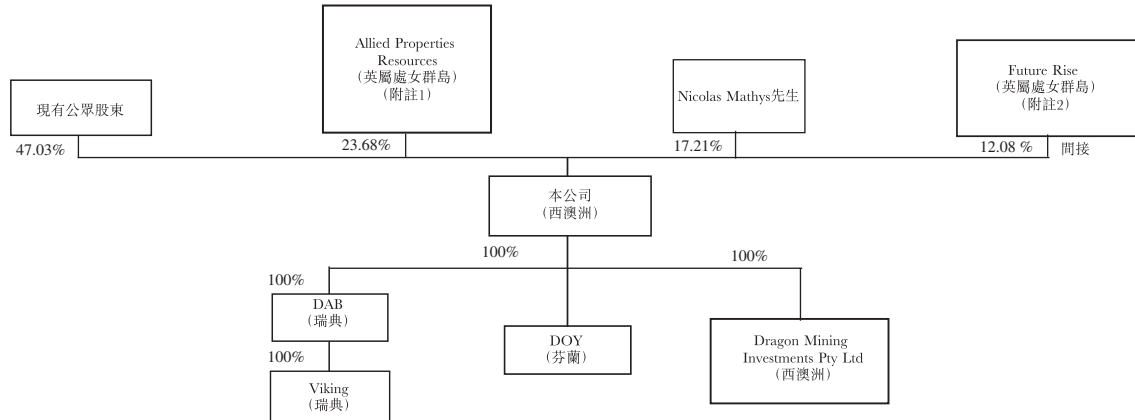 Allied Properties
Resources
（英屬處女群島）
（附註1）
現有公眾股東
Nicolas Mathys先生
Future Rise
（英屬處女群島）
（附註2）
47.03%
23.68%
17.21%
12.08 %
間接
本公司
（西澳洲）
100%
100%
100%
DAB
（瑞典）
DOY
（芬蘭）
Dragon Mining
Investments Pty Ltd
（西澳洲）
100%
Viking
（瑞典）